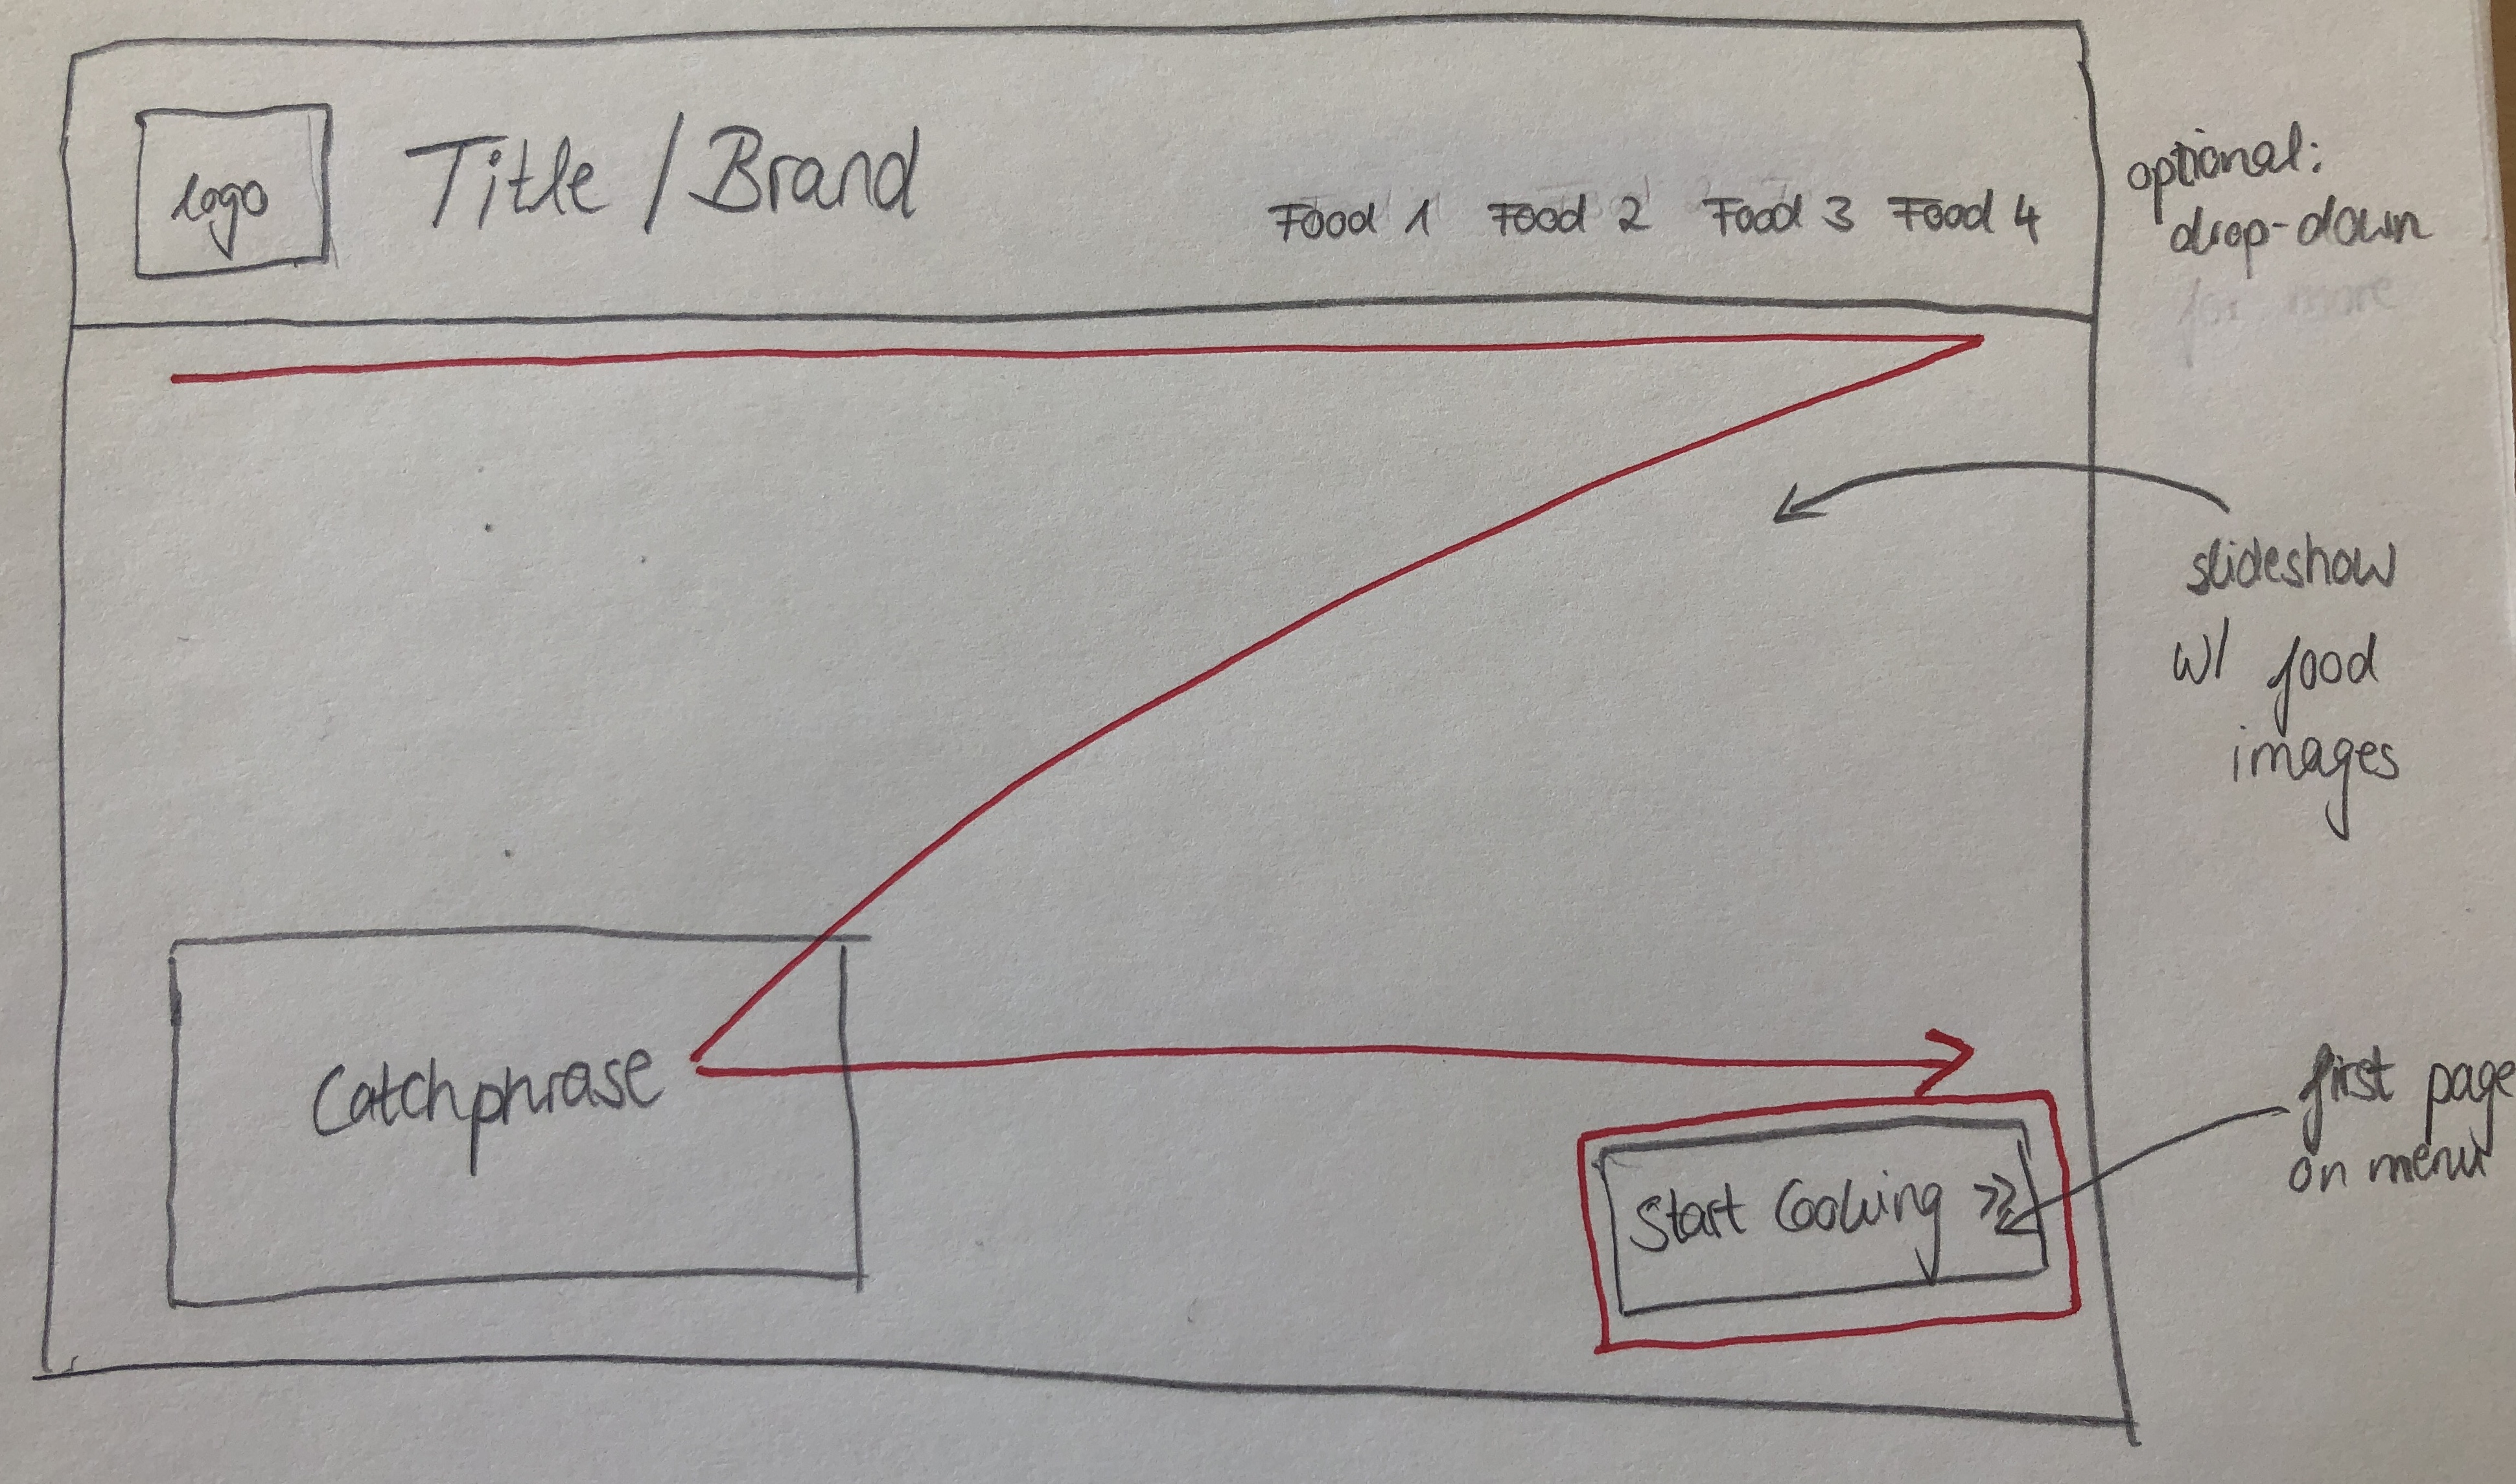 logo
Title / Brand
Food 1 Food 2 Food 3 Food 4
optional:
drop-down
for more
slideshow
w/ food
images
Catchphrase
Start Cooking >>
first page
on menu